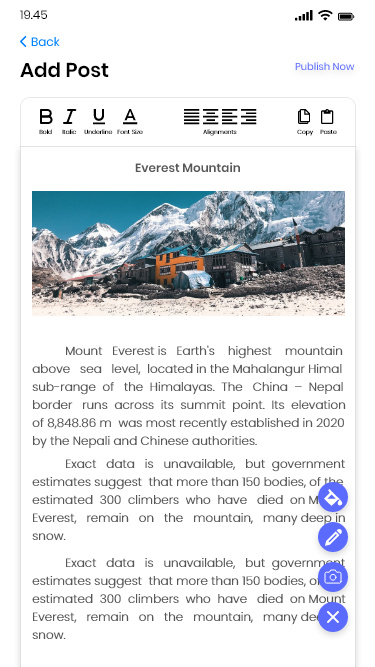 19.45
Back
Add Post
Publish Now
Bold Italic Underline Font Size Alignments Copy Paste
Everest Mountain
Mount Everest is Earth's highest mountain
above sea level, located in the Mahalangur Himal
sub-range of the Himalayas. The China – Nepal
border runs across its summit point. Its elevation
of 8,848.86 m was most recently established in 2020
by the Nepali and Chinese authorities.
Exact data is unavailable, but government
estimates suggest that more than 150 bodies, of the
estimated 300 climbers who have died on
Everest, remain on the mountain, many deep in
snow.
Exact data is unavailable, but government
estimates suggest that more than 150 bodies,
estimated 300 climbers who have died on Mount
Everest, remain on the mountain, many
snow.